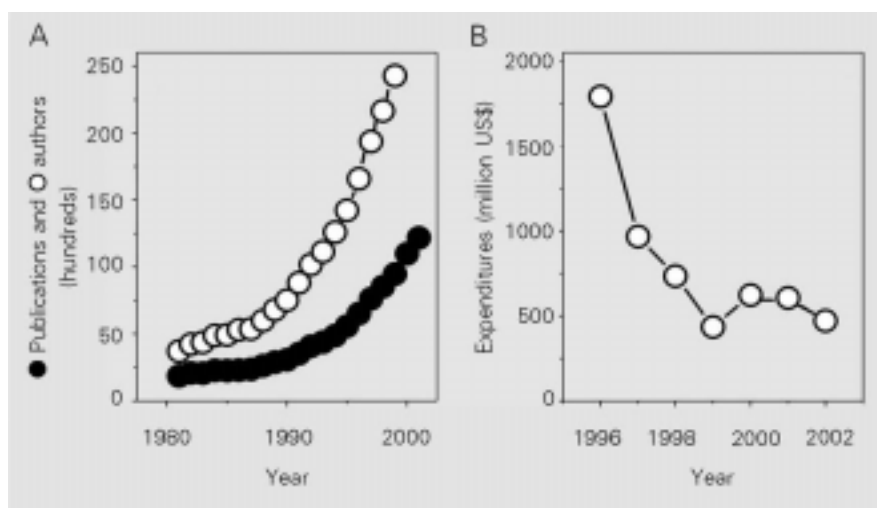 A
● Publications and ○ authors
(hundreds)
250
200
150
100
50
0
1980 1990 2000
Year
B
Expenditures (million US$)
2000
1500
1000
500
0
1996 1998 2000 2002
Year